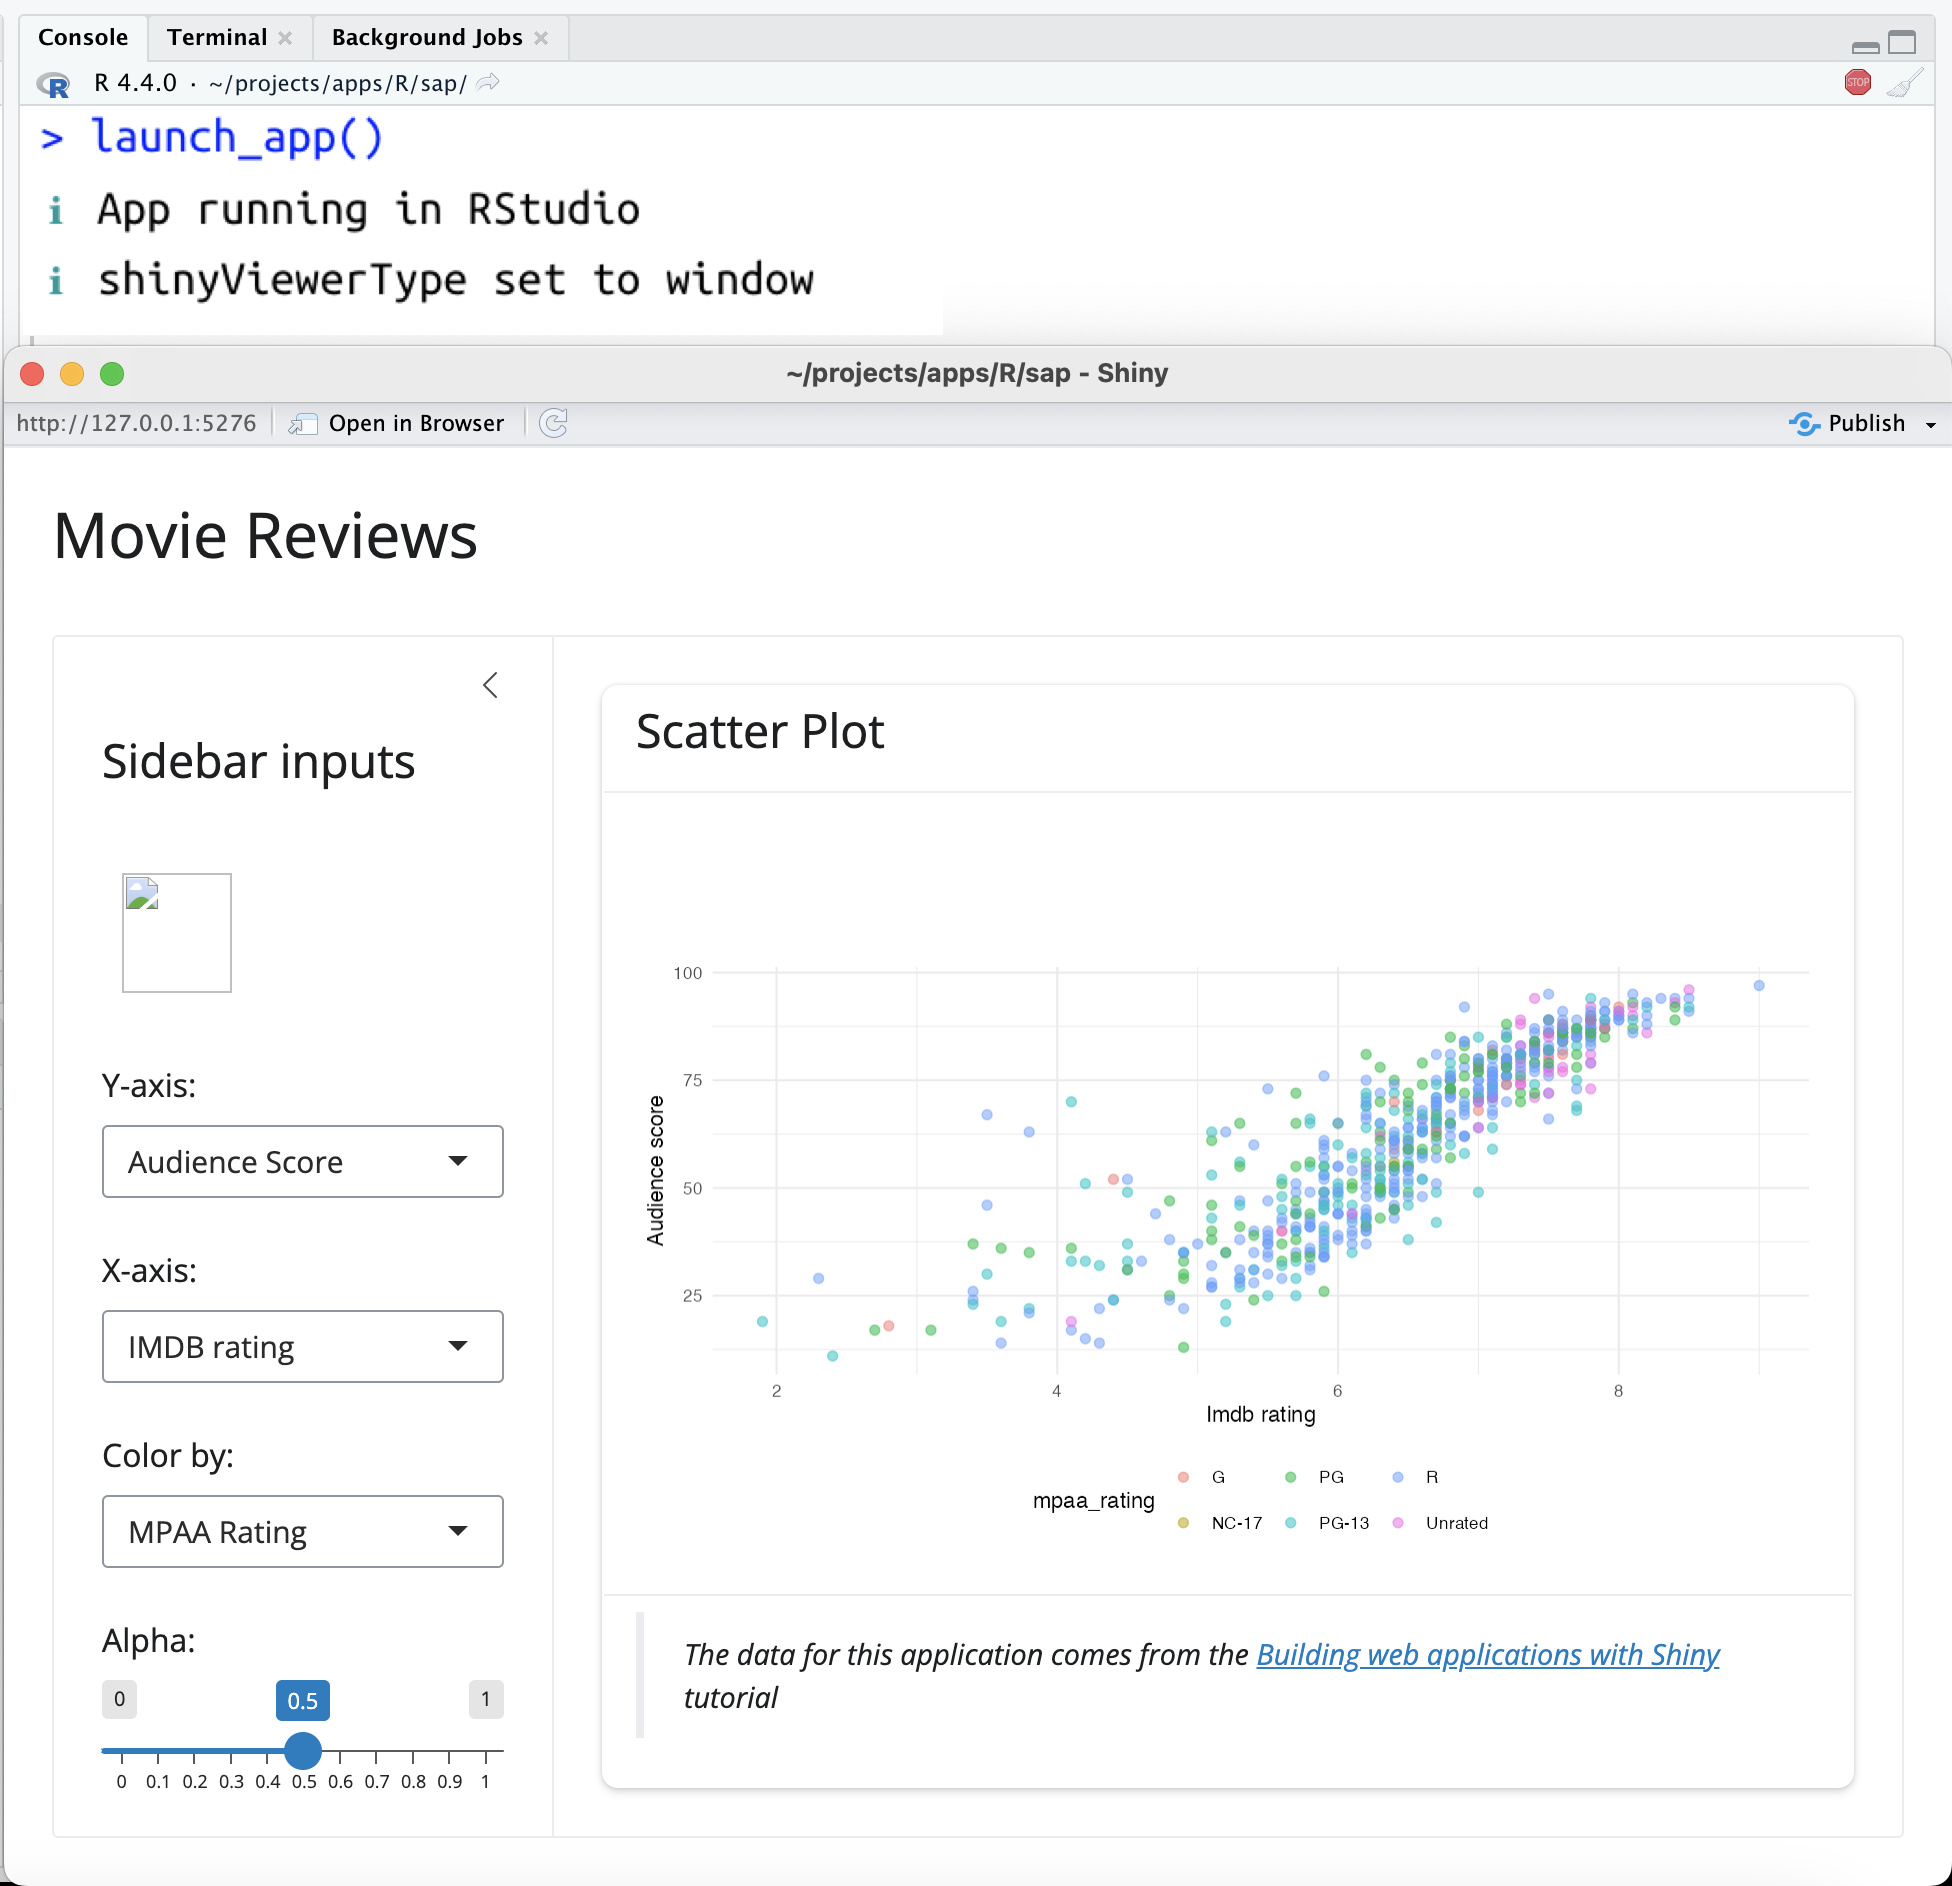 Console Terminal Background Jobs
R 4.4.0 · ~/projects/apps/R/sap/
STOP
> launch_app()
i App running in RStudio
i shinyViewerType set to window
~/projects/apps/R/sap - Shiny
http://127.0.0.1:5276 Open in Browser Publish
Movie Reviews
Sidebar inputs
Y-axis:
Audience Score
X-axis:
IMDB rating
Color by:
MPAA Rating
Alpha:
0 0.5 1
0 0.1 0.2 0.3 0.4 0.5 0.6 0.7 0.8 0.9 1
Scatter Plot
100
75
50
25
Audience score
2 4 6 8
Imdb rating
mpaa_rating
G PG R
NC-17 PG-13 Unrated
The data for this application comes from the Building web applications with Shiny
tutorial